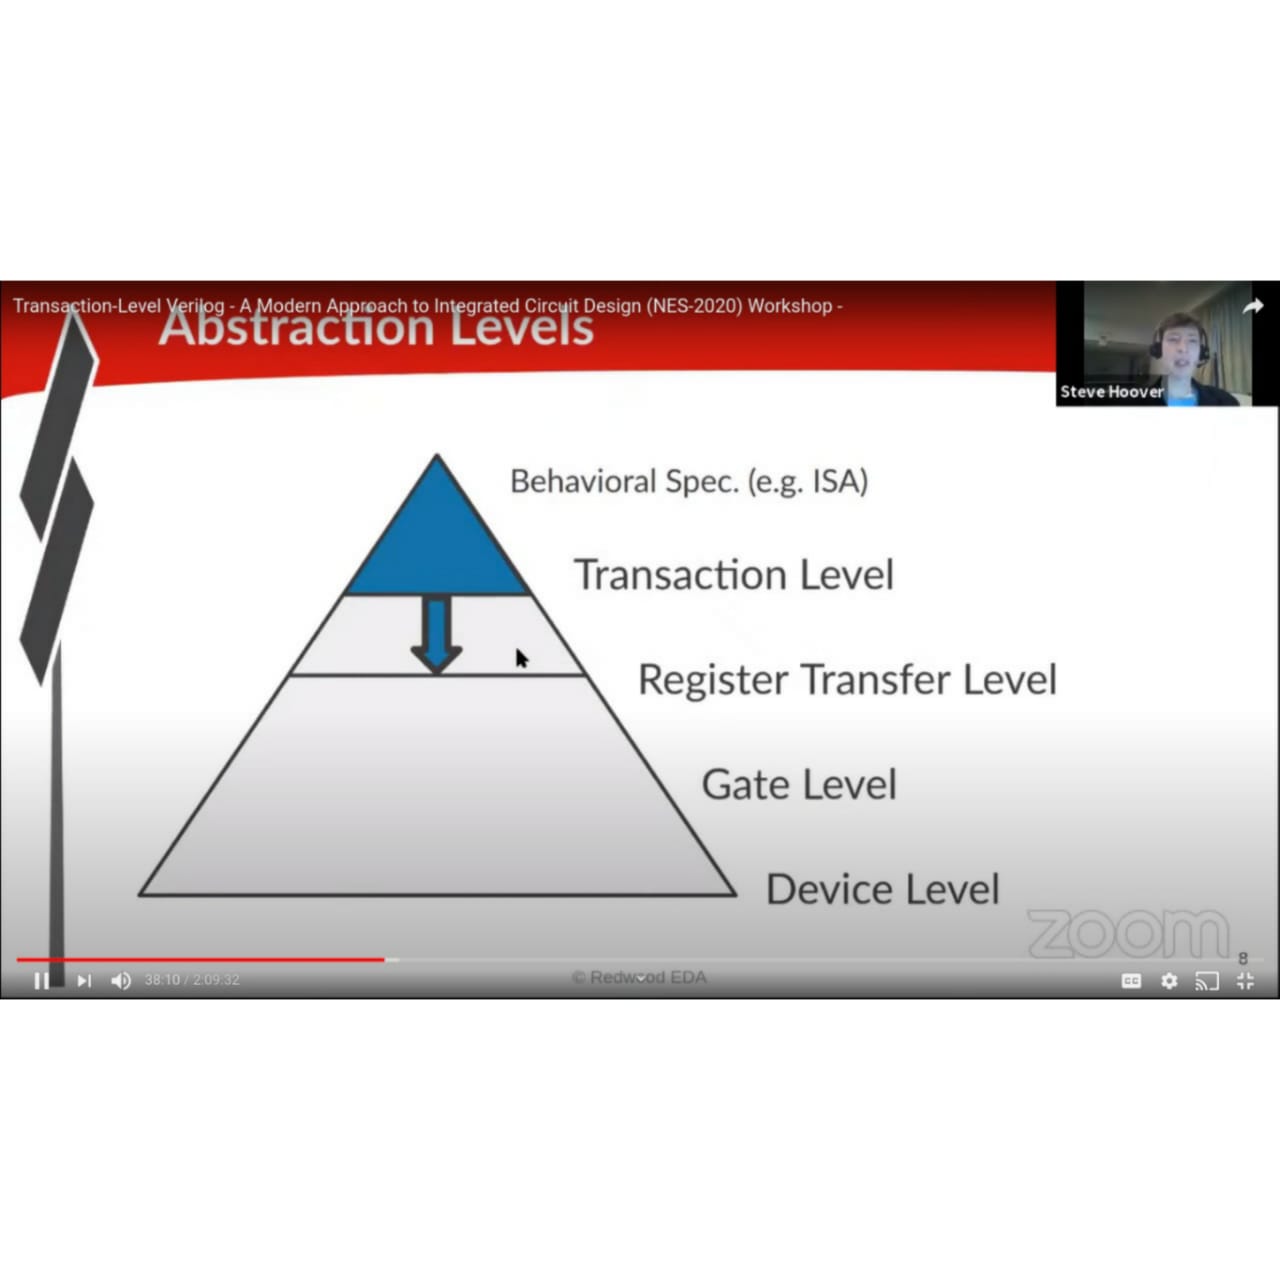 Transaction-Level Verilog - A Modern Approach to Integrated Circuit Design (NES-2020) Workshop -
Abstraction Levels
Steve Hoover
Behavioral Spec. (e.g. ISA)
Transaction Level
Register Transfer Level
Gate Level
Device Level
zoom
8
38:10 / 2:09:32
© Redwood EDA
CC